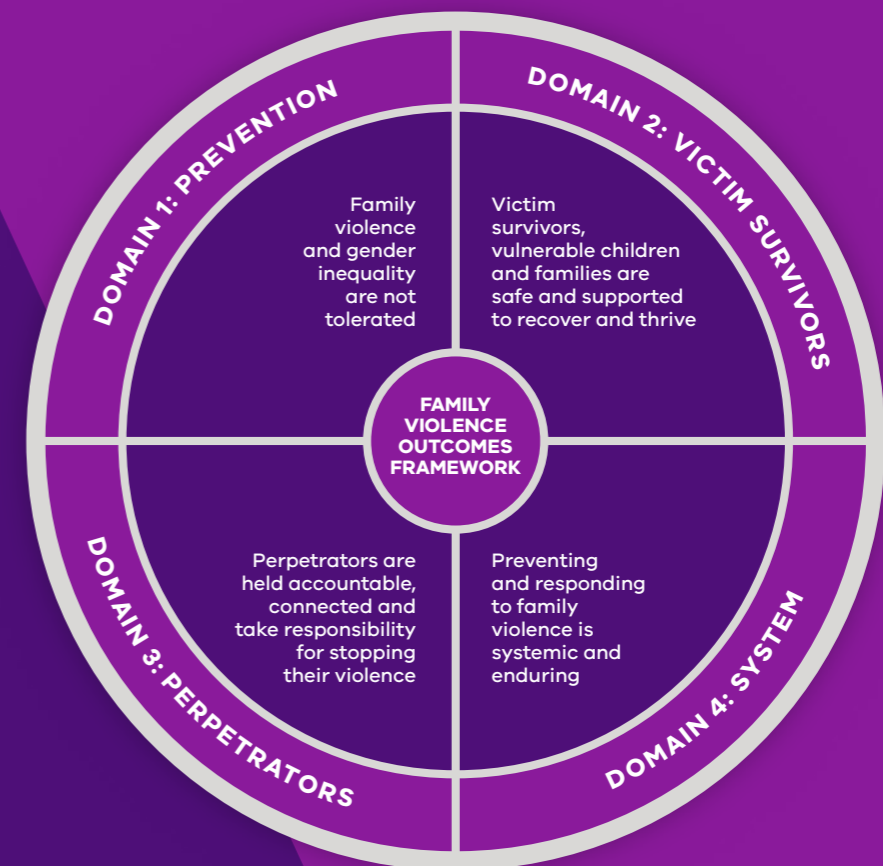 DOMAIN 1: PREVENTION
Family
violence
and gender
inequality
are not
tolerated
DOMAIN 2: VICTIM SURVIVORS
Victim
survivors,
vulnerable children
and families are
safe and supported
to recover and thrive
FAMILY
VIOLENCE
OUTCOMES
FRAMEWORK
DOMAIN 3: PERPETRATORS
Perpetrators are
held accountable,
connected and
take responsibility
for stopping
their violence
DOMAIN 4: SYSTEM
Preventing
and responding
to family
violence is
systemic and
enduring